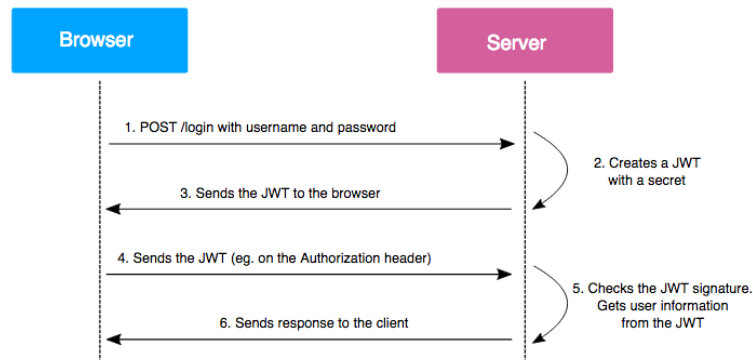 Browser
Server
1. POST /login with username and password
2. Creates a JWT
with a secret
3. Sends the JWT to the browser
4. Sends the JWT (eg. on the Authorization header)
5. Checks the JWT signature.
Gets user information
from the JWT
6. Sends response to the client